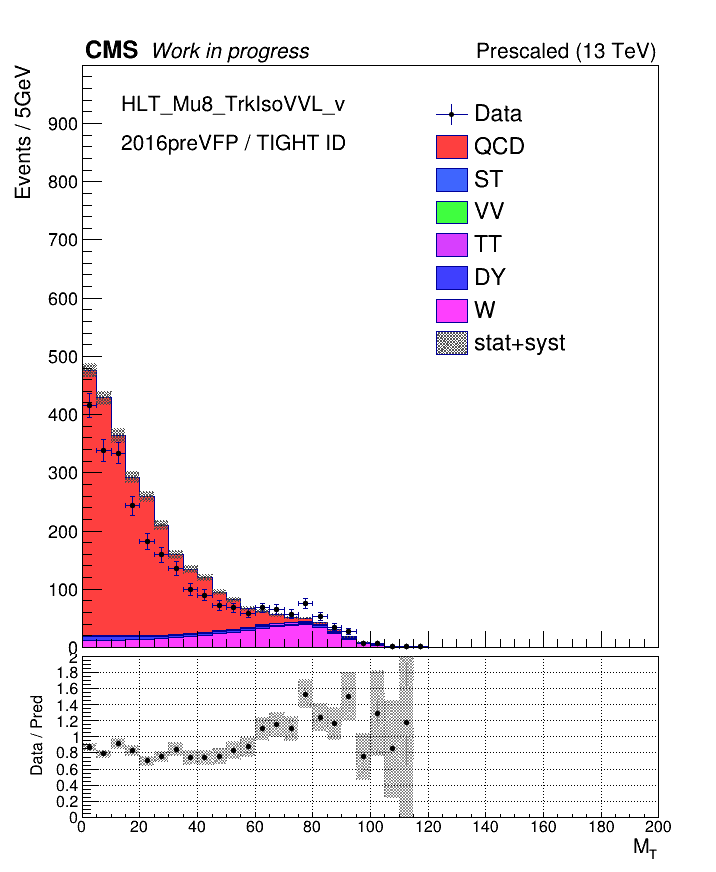 CMS Work in progress Prescaled (13 TeV)
Events / 5GeV
HLT_Mu8_TrkIsoVVL_v
2016preVFP / TIGHT ID
Data
QCD
ST
VV
TT
DY
W
stat+syst
900
800
700
600
500
400
300
200
100
0
Data / Pred
2
1.8
1.6
1.4
1.2
1
0.8
0.6
0.4
0.2
0
0 20 40 60 80 100 120 140 160 180 200
M_T